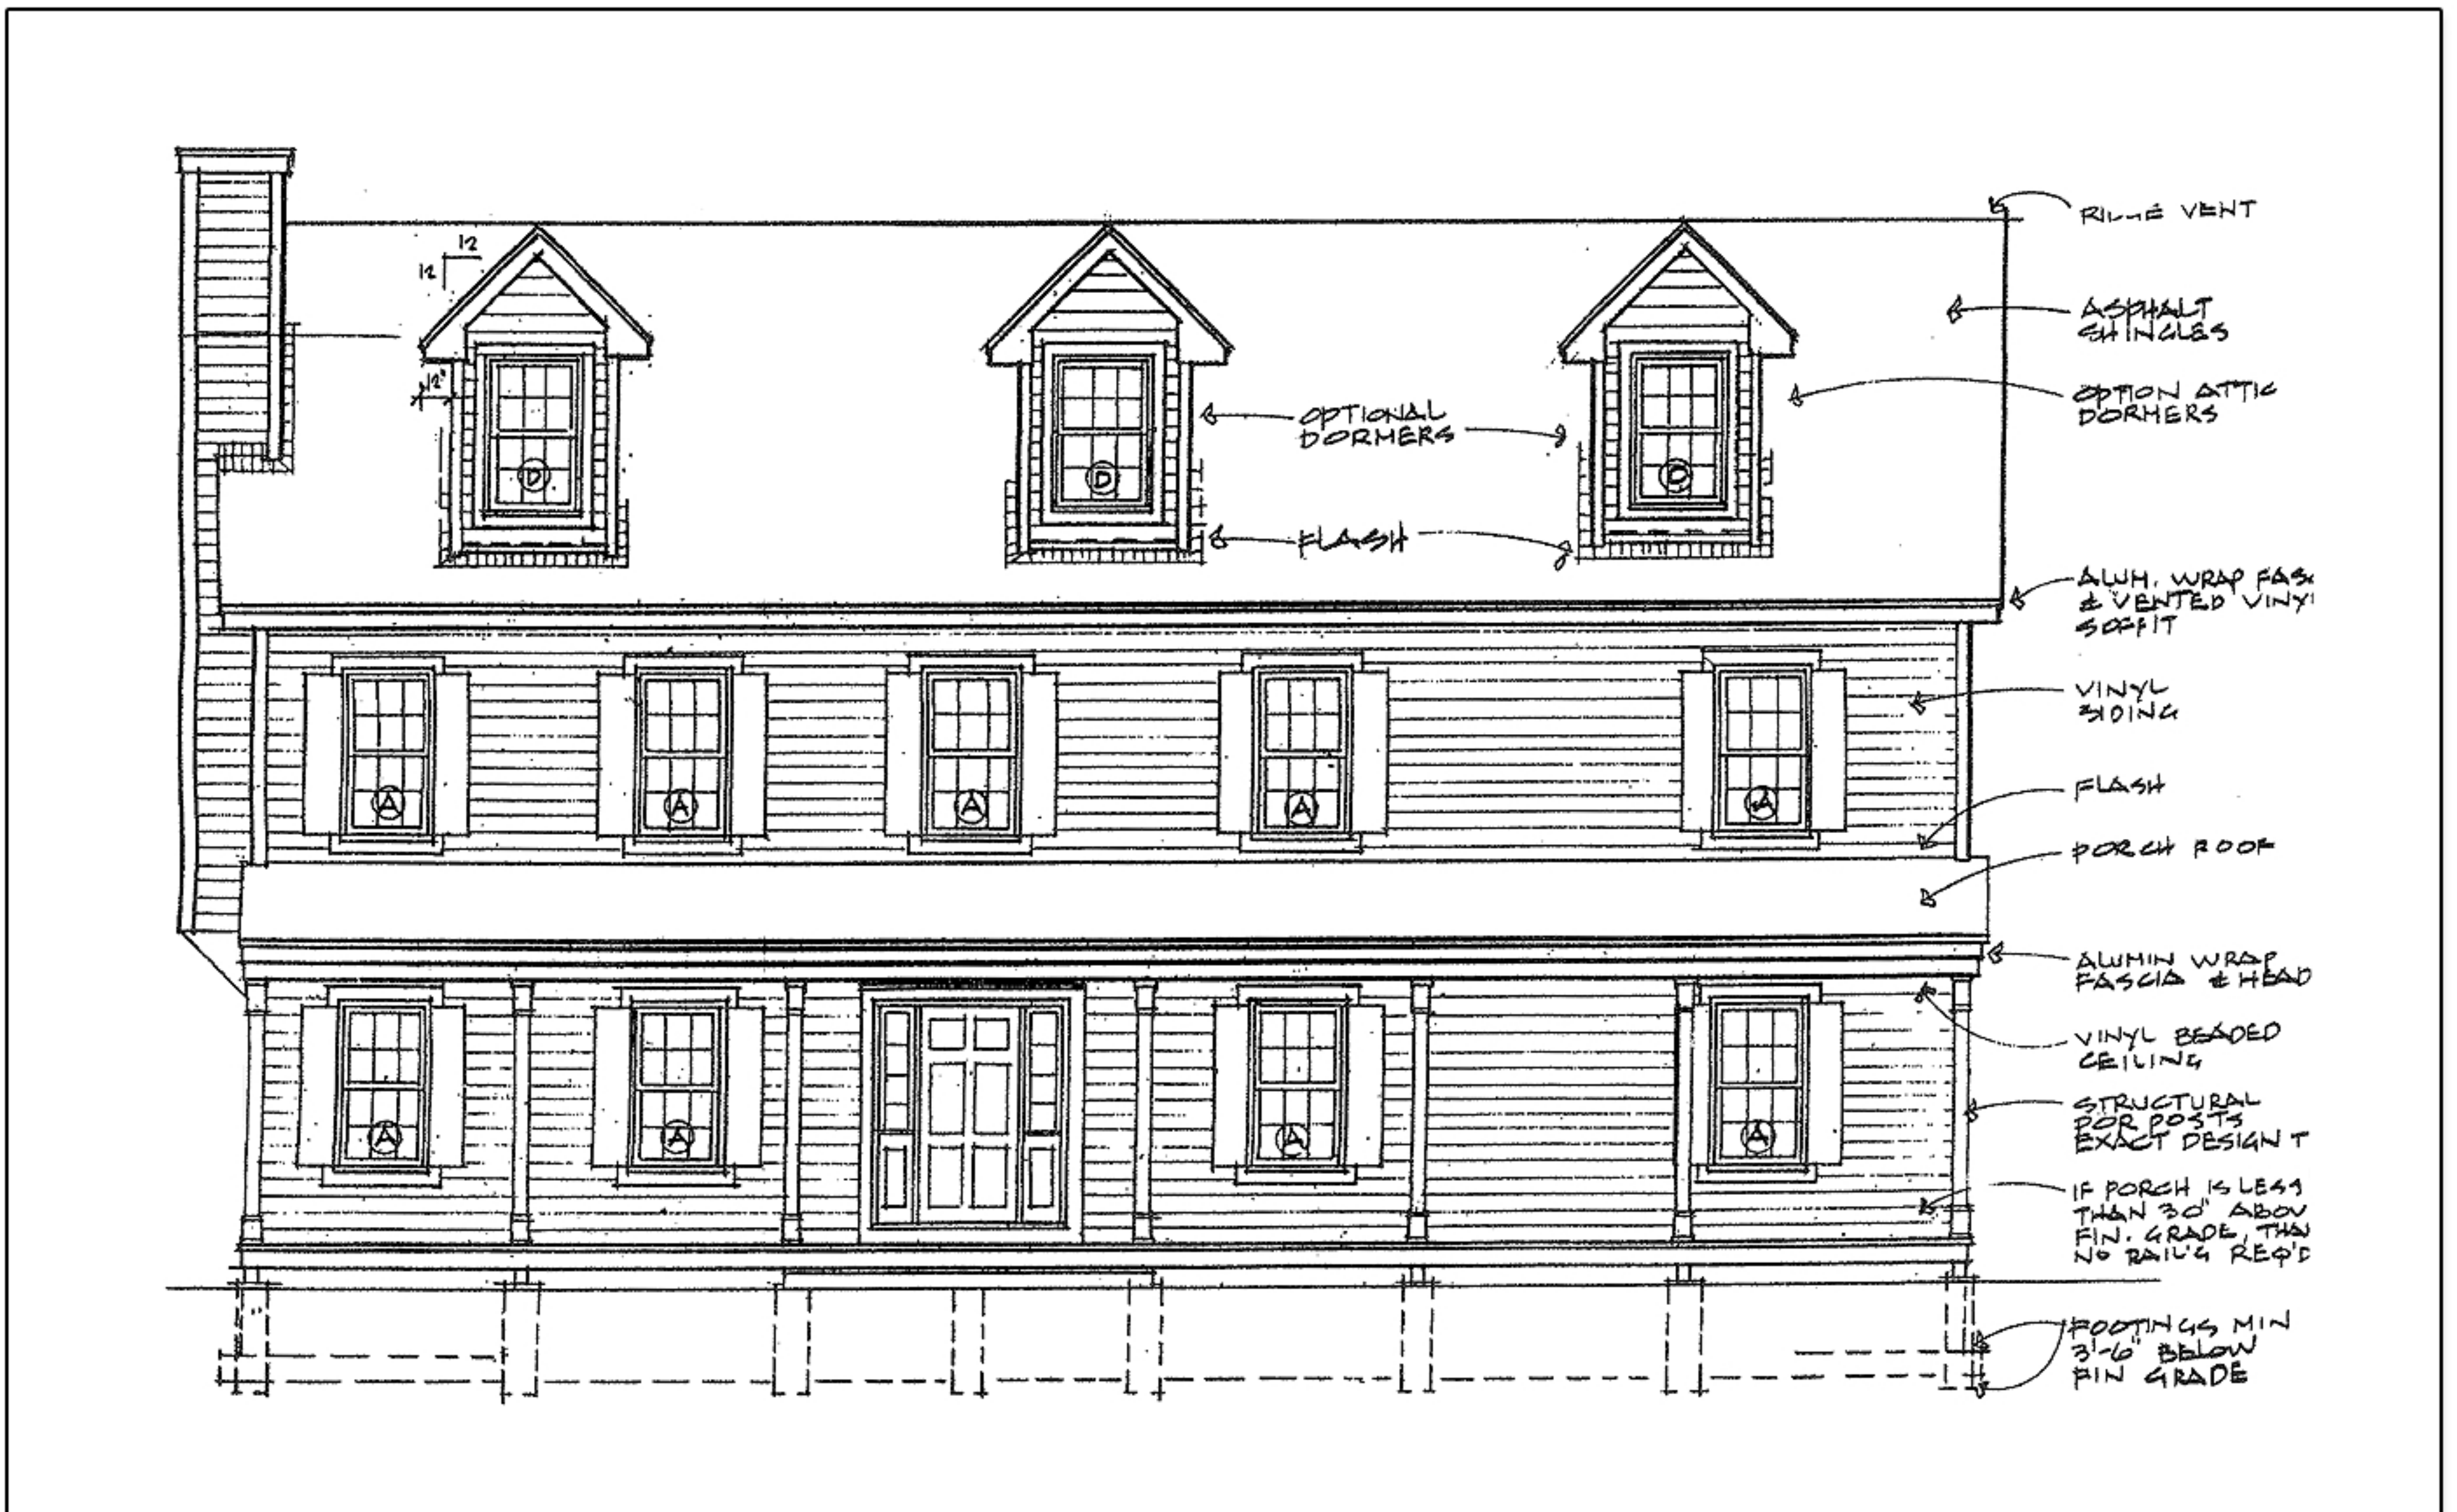 12
12
12"
D
D
D
OPTIONAL
DORMERS
FLASH
A
A
A
A
A
A
A
A
A
VENT
ASPHALT
SHINGLES
OPTION ATTIC
DORMERS
ALUM. WRAP FAS
& VENTED VINY
SOFFIT
VINYL
SIDING
FLASH
PORCH ROOF
ALUMIN WRAP
FASCIA & HEAD
VINYL BEADED
CEILING
STRUCTURAL
POR POSTS
EXACT DESIGN T
IF PORCH IS LESS
THAN 30" ABOV
FIN. GRADE, THA
NO RAIL'G REQ'D
FOOTINGS MIN
3'-6" BELOW
FIN GRADE